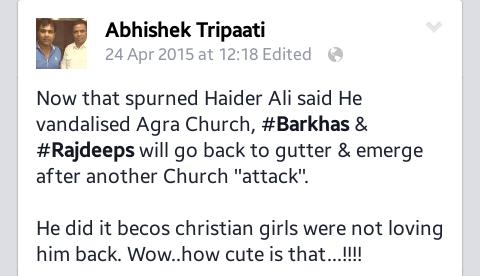 Abhishek Tripaati
24 Apr 2015 at 12:18 Edited
Now that spurned Haider Ali said He
vandalised Agra Church, #Barkhas &
#Rajdeeps will go back to gutter & emerge
after another Church "attack".
He did it becos christian girls were not loving
him back. Wow..how cute is that...!!!!